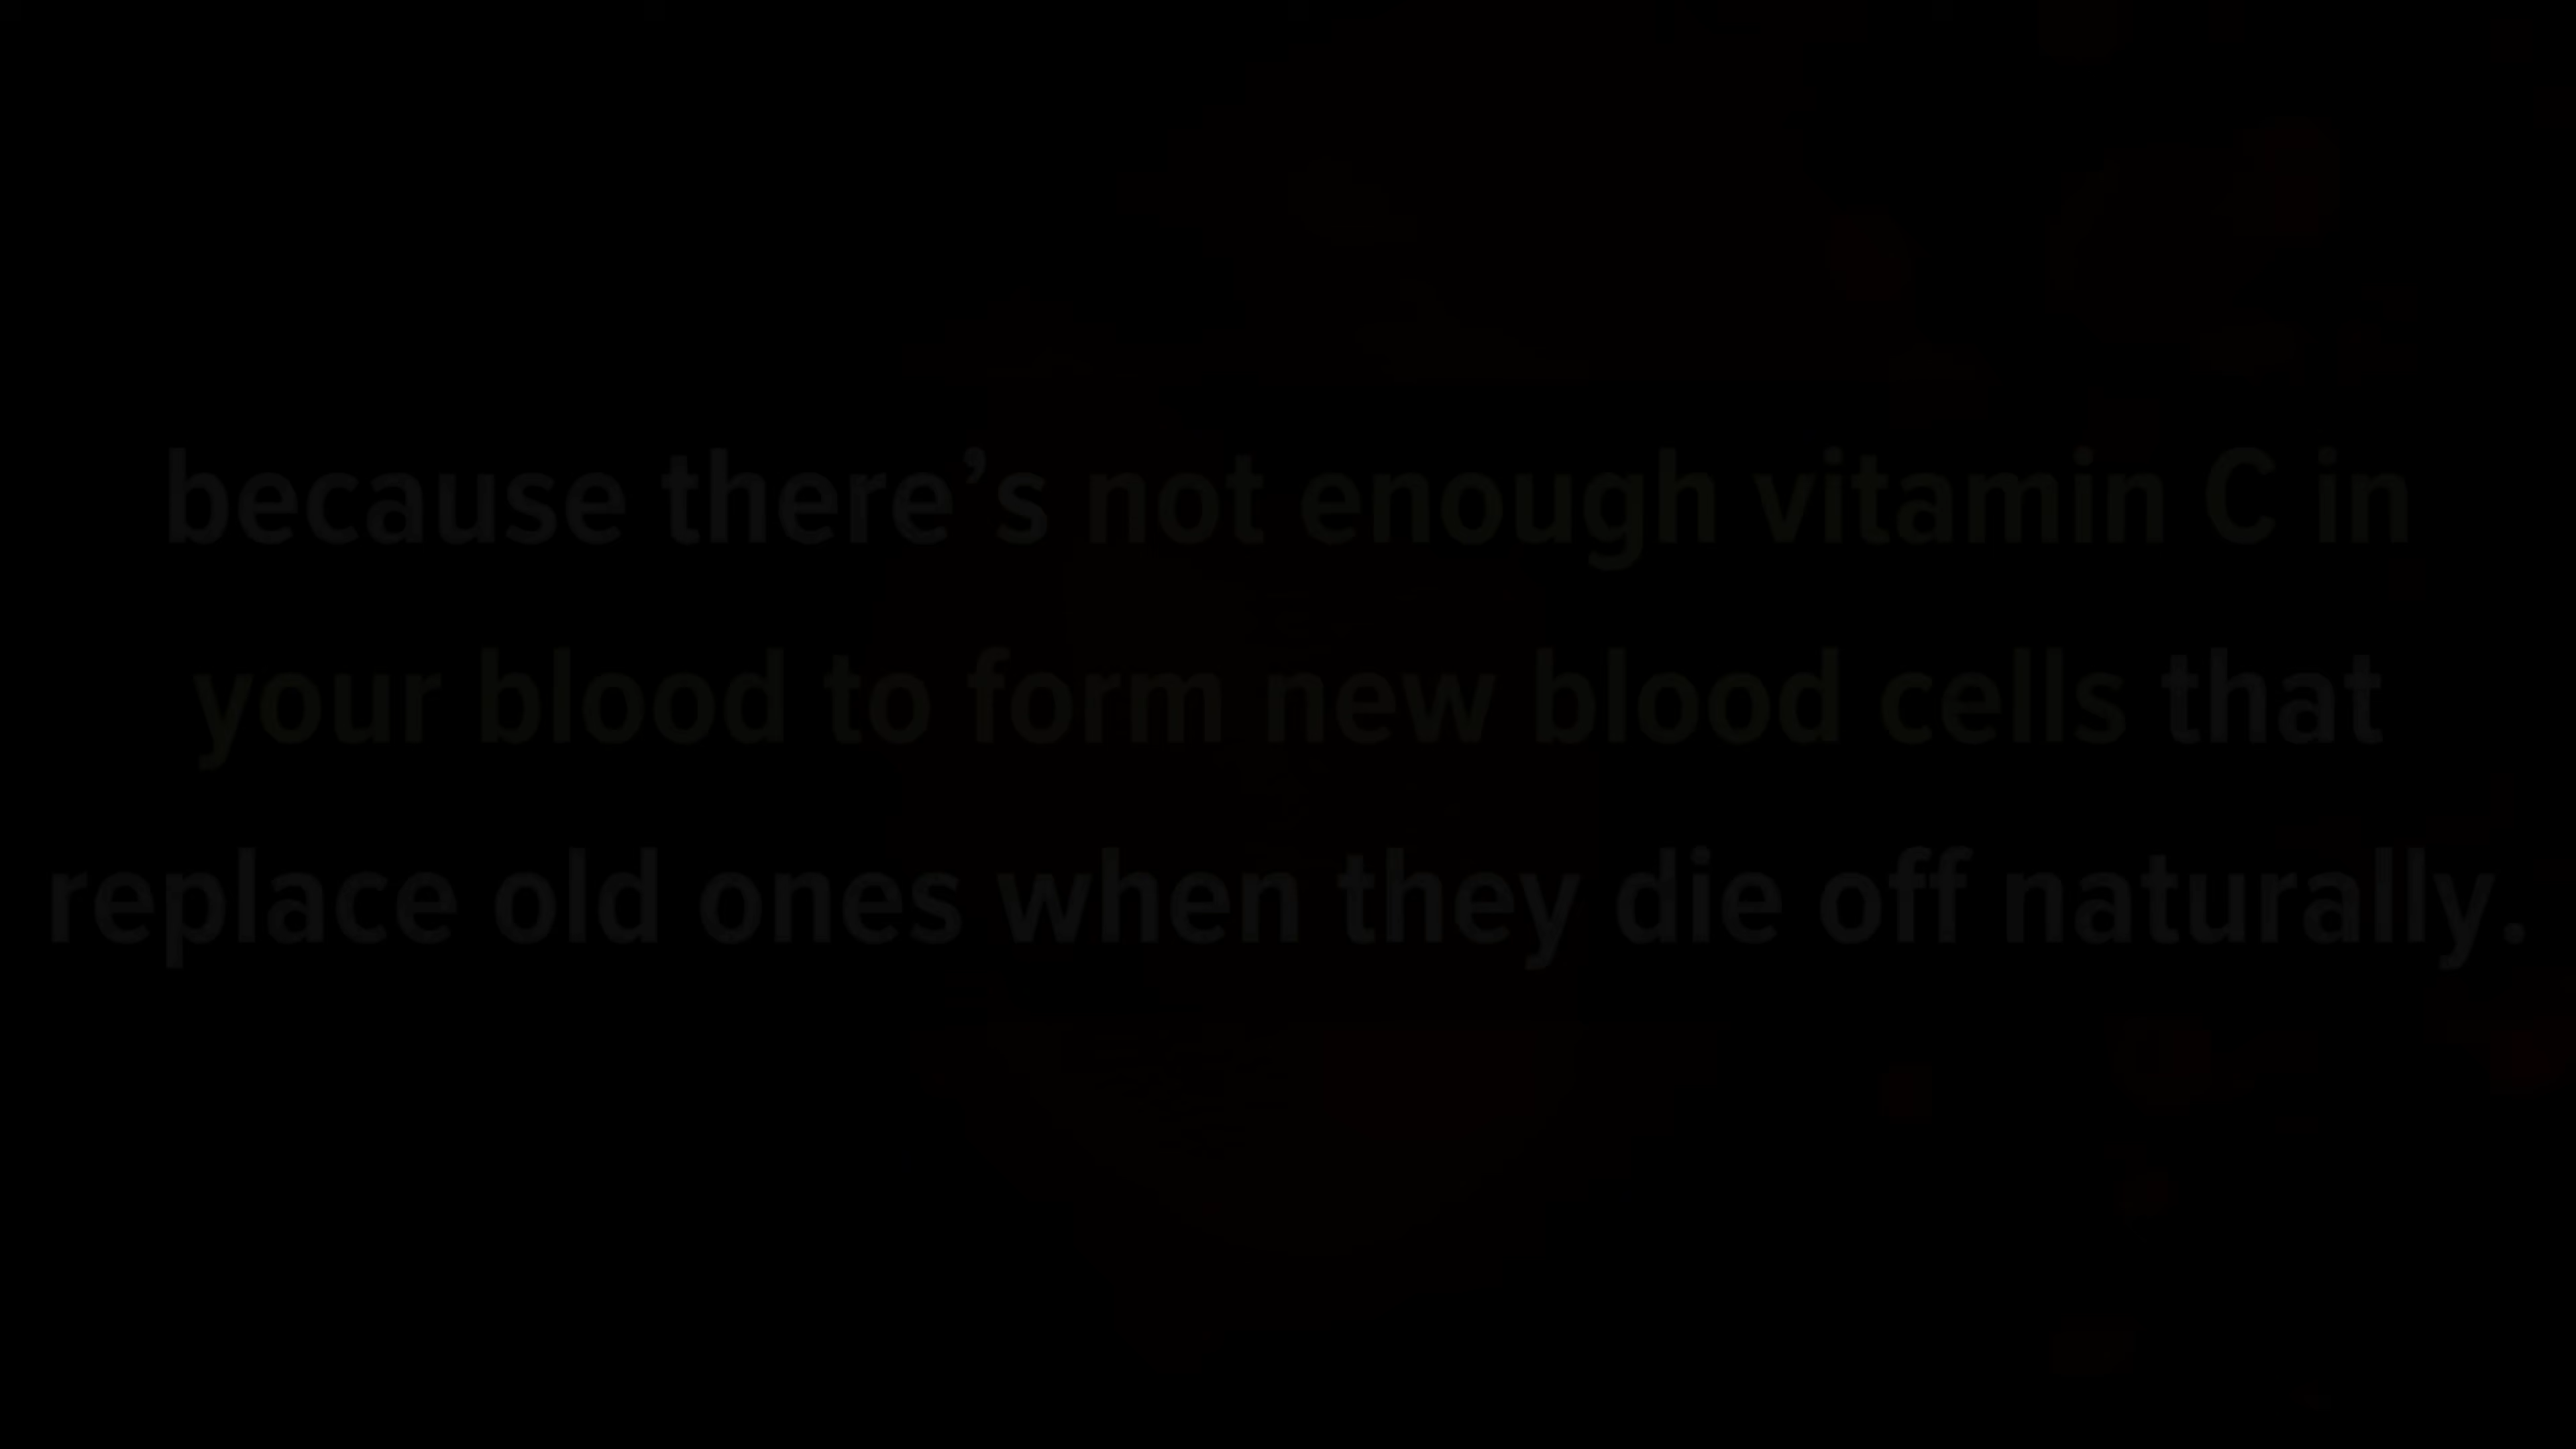 because there’s not enough vitamin C in
your blood to form new blood cells that
replace old ones when they die off naturally.